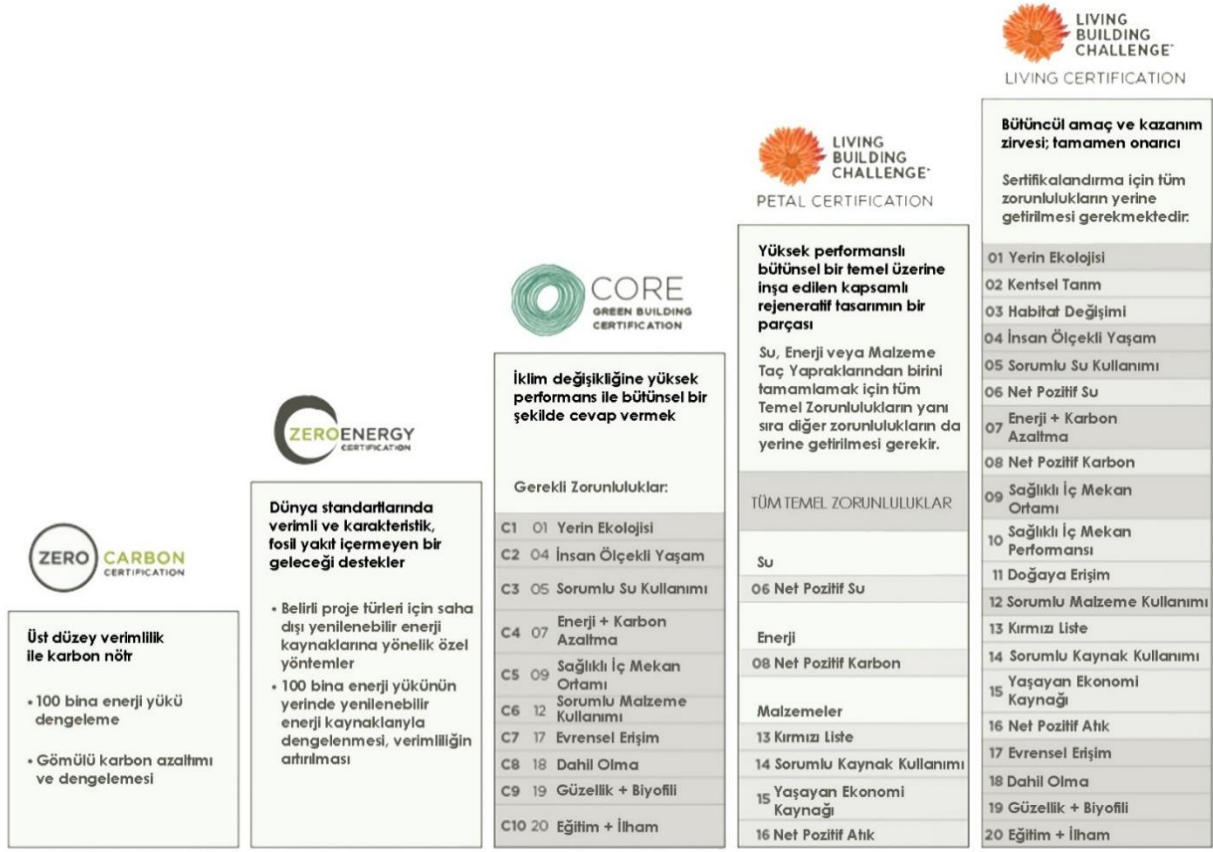 ZERO CARBON
CERTIFICATION
Üst düzey verimlilik
ile karbon nötr
• 100 bina enerji yükü
dengeleme
• Gömülü karbon azaltımı
ve dengelemesi
ZEROENERGY
CERTIFICATION
Dünya standartlarında
verimli ve karakteristik,
fosil yakıt içermeyen bir
geleceği destekler
• Belirli proje türleri için saha
dışı yenilenebilir enerji
kaynaklarına yönelik özel
yöntemler
• 100 bina enerji yükünün
yerinde yenilenebilir
enerji kaynaklarıyla
dengelenmesi, verimliliğin
artırılması
CORE
GREEN BUILDING
CERTIFICATION
İklim değişikliğine yüksek
performans ile bütünsel bir
şekilde cevap vermek
Gerekli Zorunluluklar:
C1 01 Yerin Ekolojisi
C2 04 İnsan Ölçekli Yaşam
C3 05 Sorumlu Su Kullanımı
C4 07 Enerji + Karbon
Azaltma
C5 09 Sağlıklı İç Mekan
Ortamı
C6 12 Sorumlu Malzeme
Kullanımı
C7 17 Evrensel Erişim
C8 18 Dahil Olma
C9 19 Güzellik + Biyofili
C10 20 Eğitim + İlham
LIVING
BUILDING
CHALLENGE
PETAL CERTIFICATION
Yüksek performanslı
bütünsel bir temel üzerine
inşa edilen kapsamlı
rejeneratif tasarımın bir
parçası
Su, Enerji veya Malzeme
Taç Yapraklarından birini
tamamlamak için tüm
Temel Zorunlulukların yanı
sıra diğer zorunlulukların da
yerine getirilmesi gerekir.
TÜM TEMEL ZORUNLULUKLAR
Su
06 Net Pozitif Su
Enerji
08 Net Pozitif Karbon
Malzemeler
13 Kırmızı Liste
14 Sorumlu Kaynak Kullanımı
15 Yaşayan Ekonomi
Kaynağı
16 Net Pozitif Atık
LIVING
BUILDING
CHALLENGE
LIVING CERTIFICATION
Bütüncül amaç ve kazanım
zirvesi; tamamen onarıcı
Sertifikalandırma için tüm
zorunlulukların yerine
getirilmesi gerekmektedir:
01 Yerin Ekolojisi
02 Kentsel Tarım
03 Habitat Değişimi
04 İnsan Ölçekli Yaşam
05 Sorumlu Su Kullanımı
06 Net Pozitif Su
07 Enerji + Karbon
Azaltma
08 Net Pozitif Karbon
09 Sağlıklı İç Mekan
Ortamı
10 Sağlıklı İç Mekan
Performansı
11 Doğaya Erişim
12 Sorumlu Malzeme Kullanımı
13 Kırmızı Liste
14 Sorumlu Kaynak Kullanımı
15 Yaşayan Ekonomi
Kaynağı
16 Net Pozitif Atık
17 Evrensel Erişim
18 Dahil Olma
19 Güzellik + Biyofili
20 Eğitim + İlham